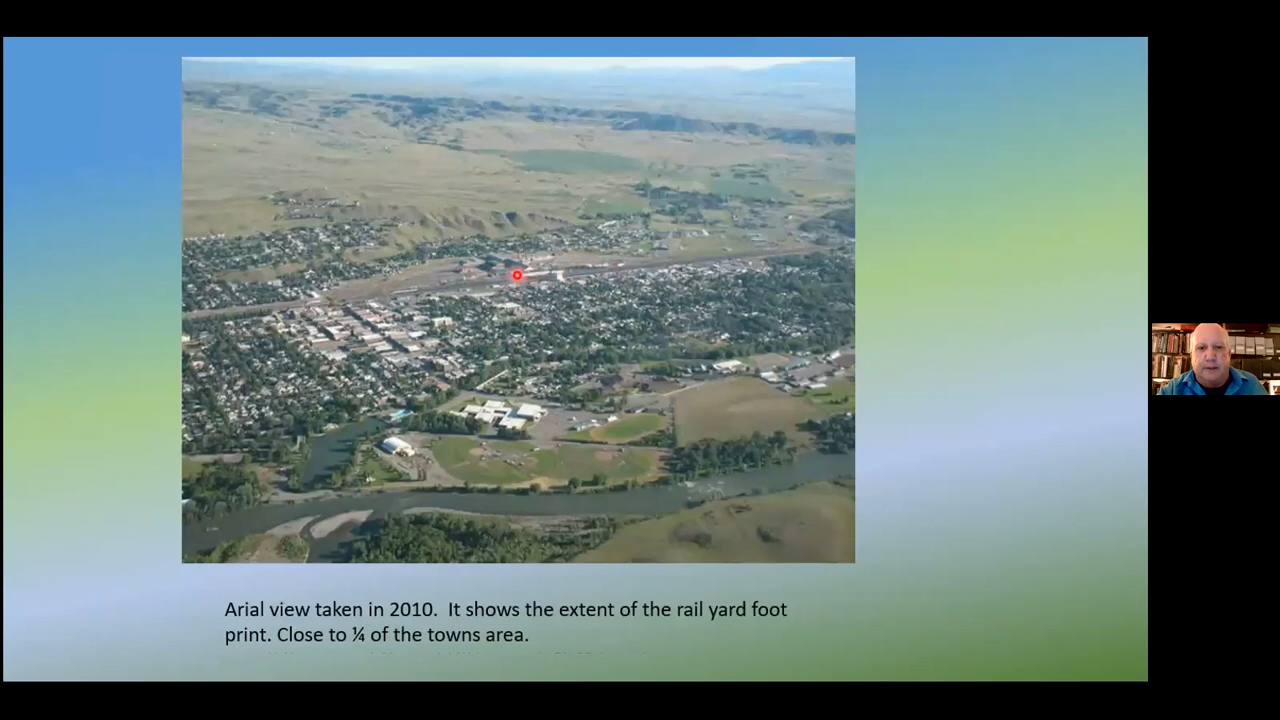 Arial view taken in 2010.  It shows the extent of the rail yard foot
print. Close to ¼ of the towns area.